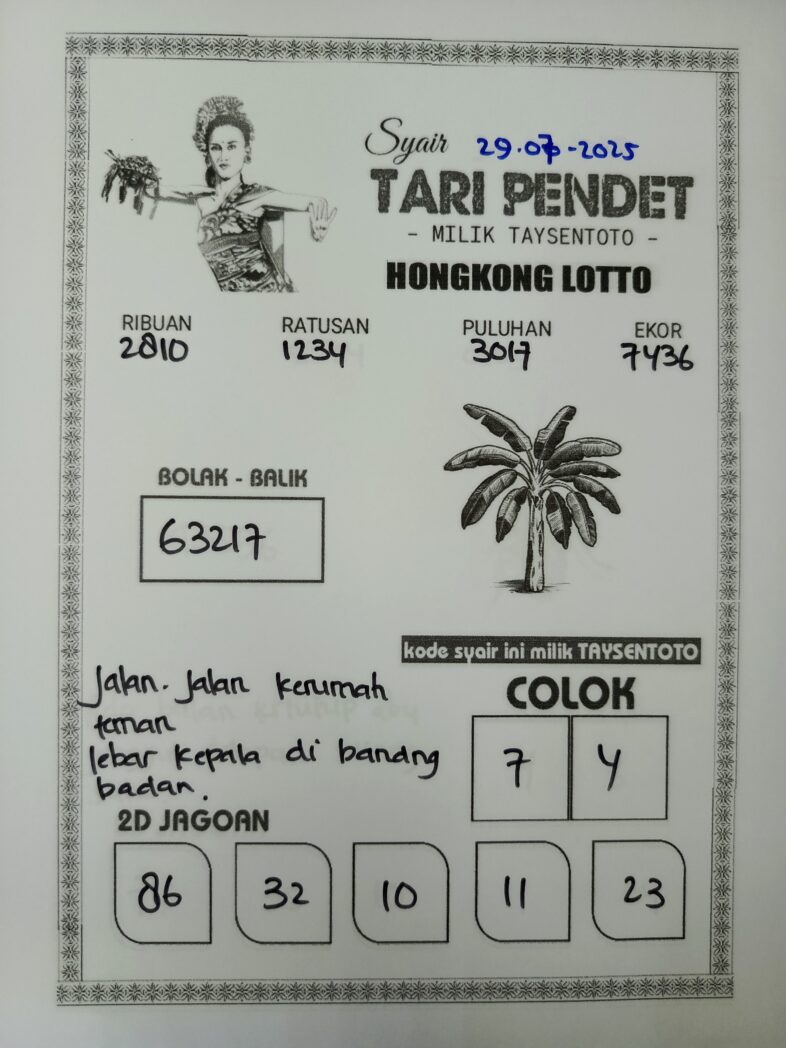 Syair 29.07-2025
TARI PENDET
- MILIK TAYSENTOTO -
HONGKONG LOTTO
RIBUAN RATUSAN PULUHAN EKOR
2810 1234 3017 7436
BOLAK - BALIK
63217
kode syair ini milik TAYSENTOTO
Jalan. Jalan kerumah
teman
lebar kepala di banding
badan.
COLOK
7 4
2D JAGOAN
86 32 10 11 23